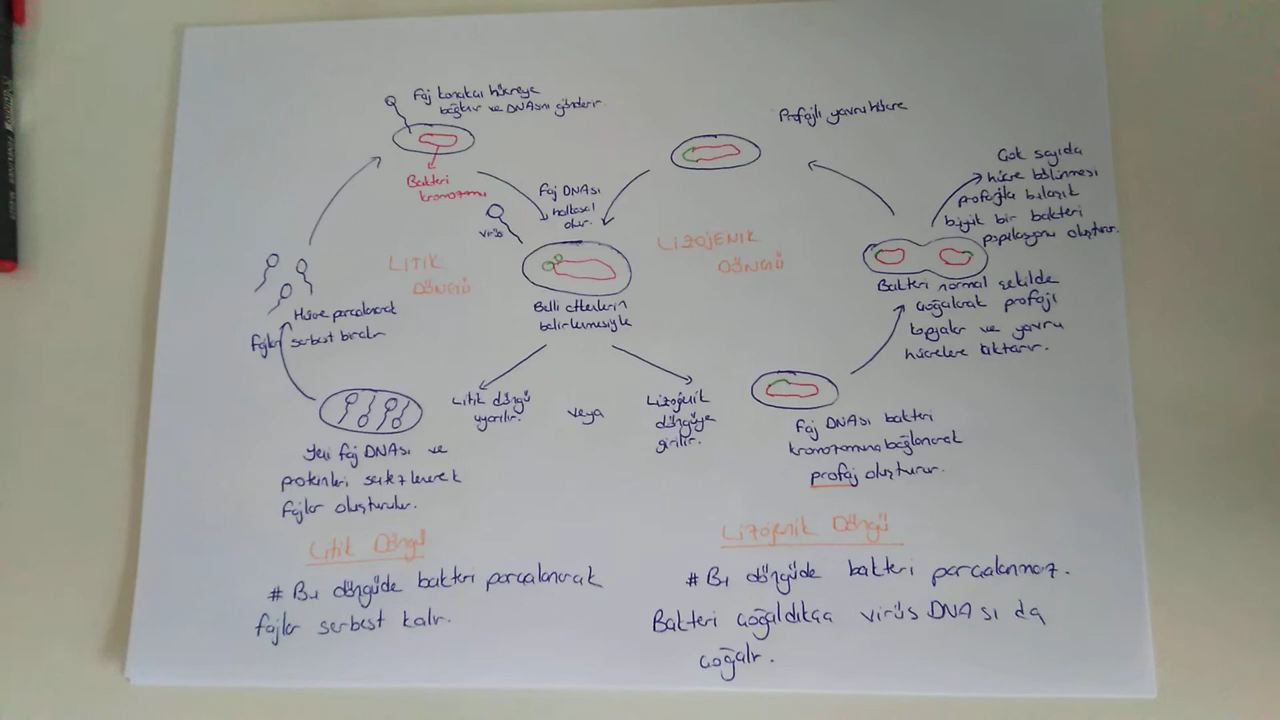 Faj konakçı hücreye
bağlanır ve DNAsını gönderir.
Bakteri
kromozomu
Faj DNAsı
halkasal
olur.
virüs
LİTİK
DÖNGÜ
LİZOJENİK
DÖNGÜ
Profajlı yavru hücre
Çok sayıda
hücre bölünmesi
profajla bulaşık
büyük bir bakteri
popülasyonu oluşturur.
Bakteri normal şekilde
çoğalarak profajı
kopyalar ve yavru
hücrelere aktarır.
Hücre parçalanarak
fajlar serbest bırakılır
Belli etkenlerin
belirlemesiyle
Litik döngü
uyarılır.
veya
Lizojenik
döngüye
girilir.
Faj DNAsı bakteri
kromozomuna bağlanarak
profaj oluşturur.
Yeni faj DNAsı ve
proteinleri sentezlenerek
fajlar oluşturulur.
Litik Döngü
# Bu döngüde bakteri parçalanarak
fajlar serbest kalır.
Lizojenik Döngü
# Bu döngüde bakteri parçalanmaz.
Bakteri çoğaldıkça virüs DNA sı da
çoğalır.